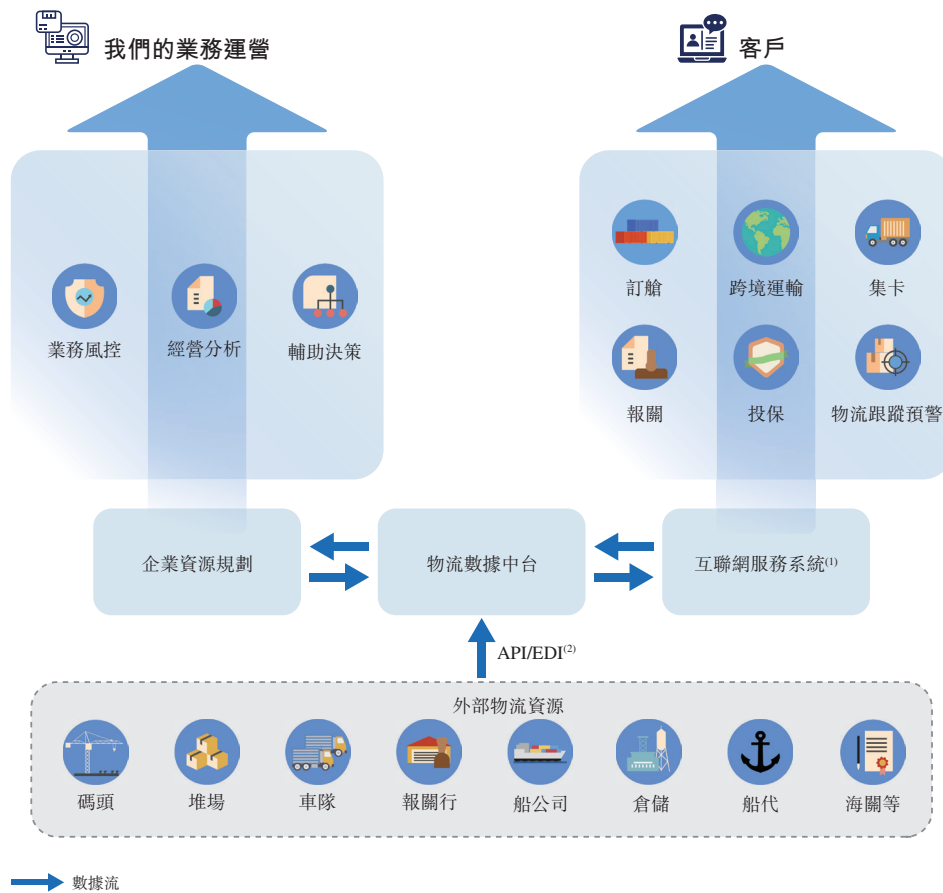 我們的業務運營
客戶
業務風控
經營分析
輔助決策
訂艙
跨境運輸
集卡
報關
投保
物流跟蹤預警
企業資源規劃
物流數據中台
互聯網服務系統(1)
API/EDI(2)
外部物流資源
碼頭
堆場
車隊
報關行
船公司
倉儲
船代
海關等
數據流